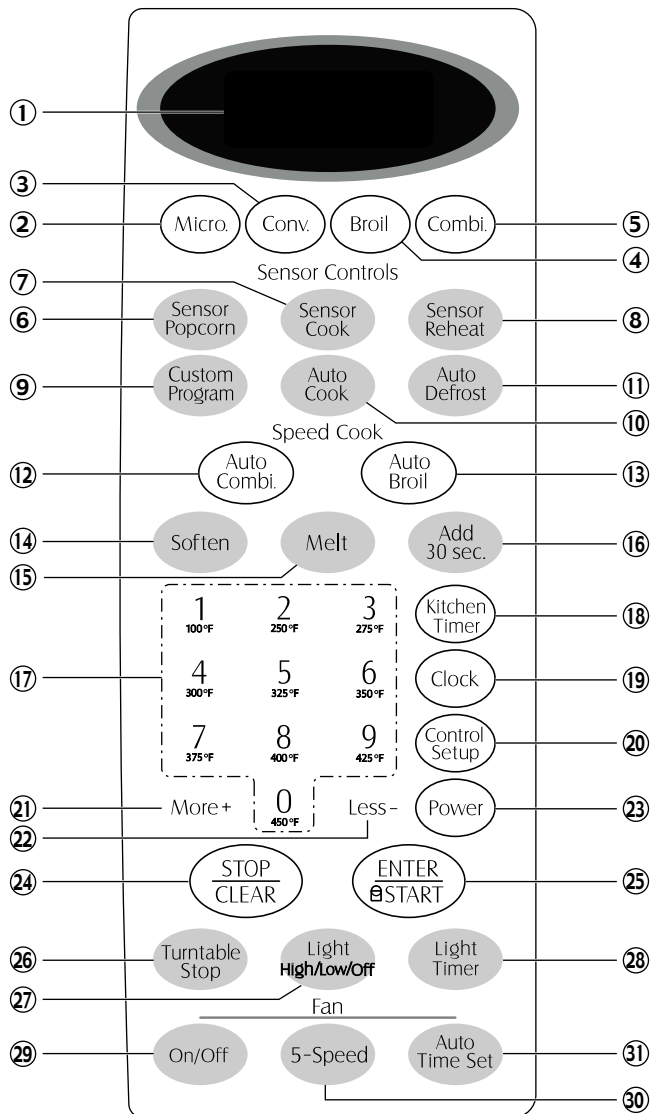 ①
③
② Micro. Conv. Broil Combi. ⑤
④
⑦ Sensor Controls
⑥ Sensor Popcorn Sensor Cook Sensor Reheat ⑧
⑨ Custom Program Auto Cook Auto Defrost ⑪
⑩
Speed Cook
⑫ Auto Combi. Auto Broil ⑬
⑭ Soften Melt Add 30 sec. ⑯
⑮
1 2 3 Kitchen Timer ⑱
100°F 250°F 275°F
⑰ 4 5 6 Clock ⑲
300°F 325°F 350°F
7 8 9 Control Setup ⑳
375°F 400°F 425°F
㉑ More+ 0 Less- Power ㉓
450°F
㉒
㉔ STOP CLEAR ENTER START ㉕
㉖ Turntable Stop Light High/Low/Off Light Timer ㉘
㉗ Fan
㉙ On/Off 5-Speed Auto Time Set ㉛
㉚